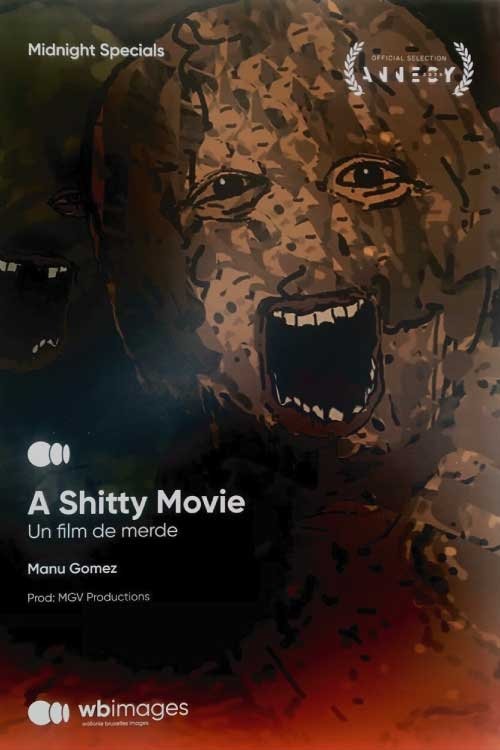 Midnight Specials
OFFICIAL SELECTION
ANNECY
A Shitty Movie
Un film de merde
Manu Gomez
Prod: MGV Productions
wbimages
wallonie bruxelles images